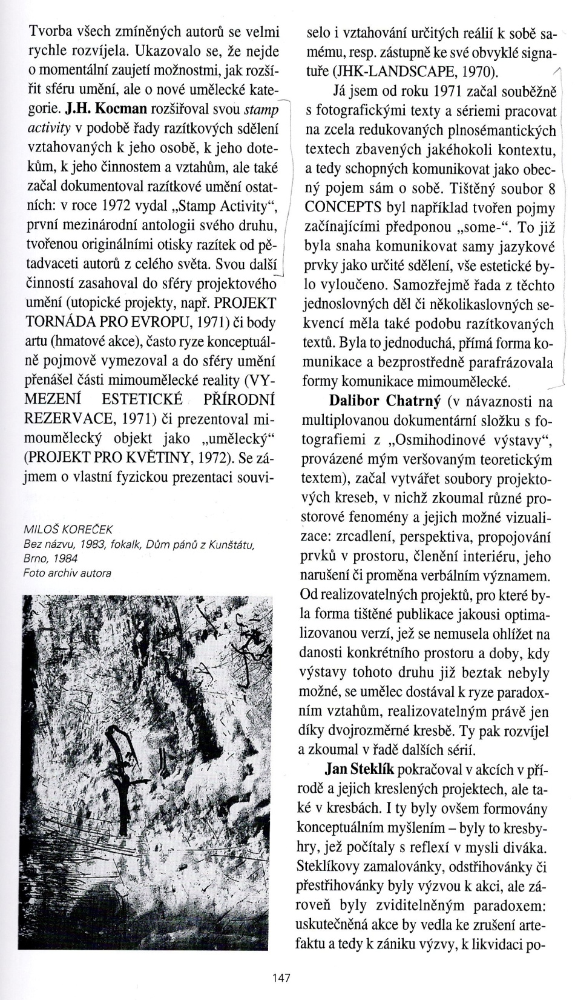 Tvorba všech zmíněných autorů se velmi
rychle rozvíjela. Ukazovalo se, že nejde
o momentální zaujetí možnostmi, jak rozší-
řit sféru umění, ale o nové umělecké kate-
gorie. J.H. Kocman rozšiřoval svou stamp
activity v podobě řady razítkových sdělení
vztahovaných k jeho osobě, k jeho dote-
kům, k jeho činnostem a vztahům, ale také
začal dokumentoval razítkové umění ostat-
ních: v roce 1972 vydal „Stamp Activity“,
první mezinárodní antologii svého druhu,
tvořenou originálními otisky razítek od pě-
tadvaceti autorů z celého světa. Svou další
činností zasahoval do sféry projektového
umění (utopické projekty, např. PROJEKT
TORNÁDA PRO EVROPU, 1971) či body
artu (hmatové akce), často ryze konceptuál-
ně pojmově vymezoval a do sféry umění
přenášel části mimoumělecké reality (VY-
MEZENÍ ESTETICKÉ PŘÍRODNÍ
REZERVACE, 1971) či prezentoval mi-
moumělecký objekt jako „umělecký“
(PROJEKT PRO KVĚTINY, 1972). Se zá-
jmem o vlastní fyzickou prezentaci souvi-
MILOŠ KOREČEK
Bez názvu, 1983, fokalk, Dům pánů z Kunštátu,
Brno, 1984
Foto archiv autora
selo i vztahování určitých reálií k sobě sa-
mému, resp. zástupně ke své obvyklé signa-
tuře (JHK-LANDSCAPE, 1970).
Já jsem od roku 1971 začal souběžně
s fotografickými texty a sériemi pracovat
na zcela redukovaných plnosémantických
textech zbavených jakéhokoli kontextu,
a tedy schopných komunikovat jako obec-
ný pojem sám o sobě. Tištěný soubor 8
CONCEPTS byl například tvořen pojmy
začínajícími předponou „some-“. To již
byla snaha komunikovat samy jazykové
prvky jako určité sdělení, vše estetické by-
lo vyloučeno. Samozřejmě řada z těchto
jednoslovných děl či několikaslovných se-
kvencí měla také podobu razítkovaných
textů. Byla to jednoduchá, přímá forma ko-
munikace a bezprostředně parafrázovala
formy komunikace mimoumělecké.
Dalibor Chatrný (v návaznosti na
multiplovanou dokumentární složku s fo-
tografiemi z „Osmihodinové výstavy“,
provázené mým veršovaným teoretickým
textem), začal vytvářet soubory projekto-
vých kreseb, v nichž zkoumal různé pro-
storové fenomény a jejich možné vizuali-
zace: zrcadlení, perspektiva, propojování
prvků v prostoru, členění interiéru, jeho
narušení či proměna verbálním významem.
Od realizovatelných projektů, pro které by-
la forma tištěné publikace jakousi optima-
lizovanou verzí, jež se nemusela ohlížet na
danosti konkrétního prostoru a doby, kdy
výstavy tohoto druhu již beztak nebyly
možné, se umělec dostával k ryze paradox-
ním vztahům, realizovatelným právě jen
díky dvojrozměrné kresbě. Ty pak rozvíjel
a zkoumal v řadě dalších sérií.
Jan Steklík pokračoval v akcích v pří-
rodě a jejich kreslených projektech, ale ta-
ké v kresbách. I ty byly ovšem formovány
konceptuálním myšlením – byly to kresby-
hry, jež počítaly s reflexí v mysli diváka.
Steklíkovy zamalovánky, odstřihovánky či
přestřihovánky byly výzvou k akci, ale zá-
roveň byly zviditelněným paradoxem:
uskutečněná akce by vedla ke zrušení arte-
faktu a tedy k zániku výzvy, k likvidaci po-
147